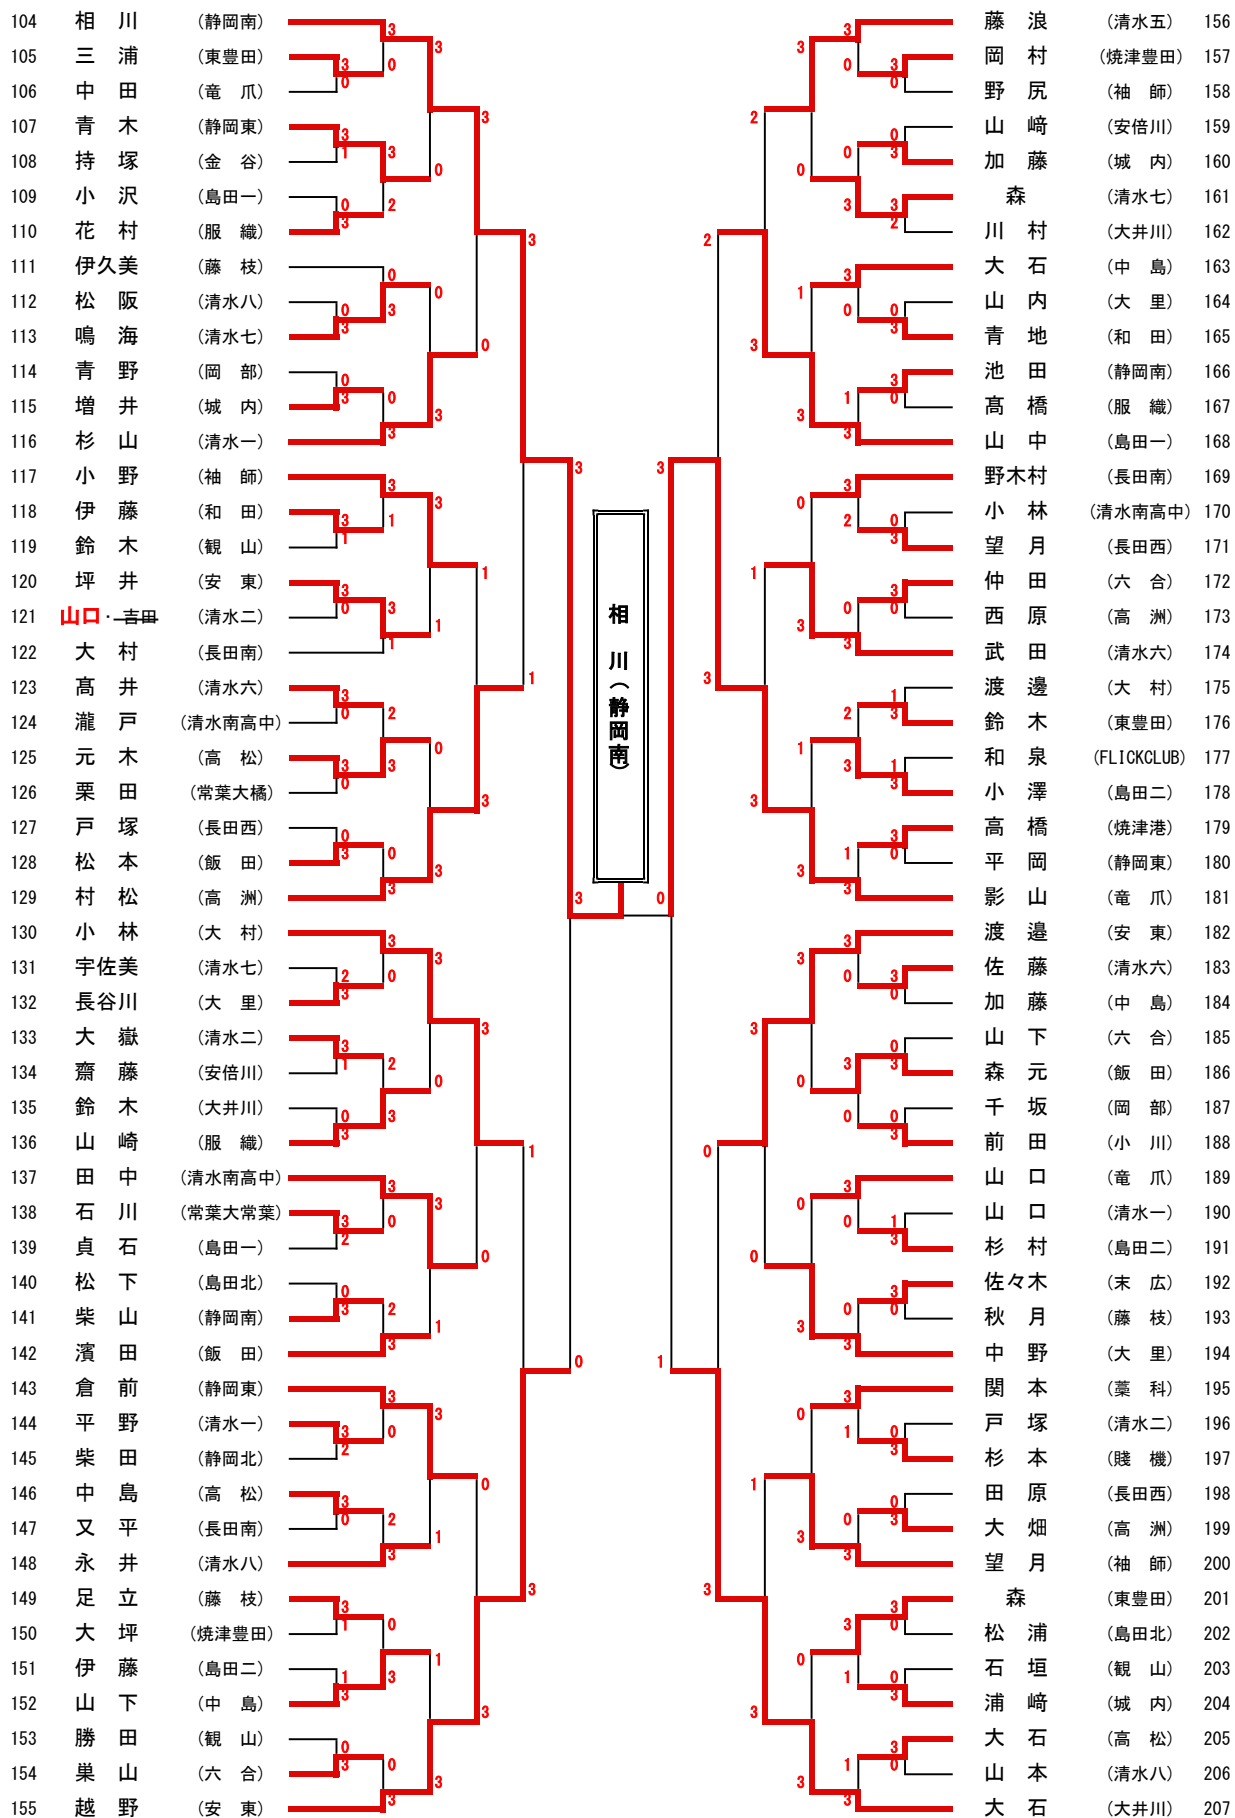 104 相 川 (静岡南)
105 三 浦 (東豊田)
106 中 田 (竜 爪)
107 青 木 (静岡東)
108 持 塚 (金 谷)
109 小 沢 (島田一)
110 花 村 (服 織)
111 伊久美 (藤 枝)
112 松 阪 (清水八)
113 鳴 海 (清水七)
114 青 野 (岡 部)
115 増 井 (城 内)
116 杉 山 (清水一)
117 小 野 (袖 師)
118 伊 藤 (和 田)
119 鈴 木 (観 山)
120 坪 井 (安 東)
121 山口・吉田 (清水二)
122 大 村 (長田南)
123 髙 井 (清水六)
124 瀧 戸 (清水南高中)
125 元 木 (高 松)
126 栗 田 (常葉大橘)
127 戸 塚 (長田西)
128 松 本 (飯 田)
129 村 松 (高 洲)
130 小 林 (大 村)
131 宇佐美 (清水七)
132 長谷川 (大 里)
133 大 嶽 (清水二)
134 齋 藤 (安倍川)
135 鈴 木 (大井川)
136 山 崎 (服 織)
137 田 中 (清水南高中)
138 石 川 (常葉大常葉)
139 貞 石 (島田一)
140 松 下 (島田北)
141 柴 山 (静岡南)
142 濱 田 (飯 田)
143 倉 前 (静岡東)
144 平 野 (清水一)
145 柴 田 (静岡北)
146 中 島 (高 松)
147 又 平 (長田南)
148 永 井 (清水八)
149 足 立 (藤 枝)
150 大 坪 (焼津豊田)
151 伊 藤 (島田二)
152 山 下 (中 島)
153 勝 田 (観 山)
154 巣 山 (六 合)
155 越 野 (安 東)
相 川 (静岡南)
藤 浪 (清水五) 156
岡 村 (焼津豊田) 157
野 尻 (袖 師) 158
山 﨑 (安倍川) 159
加 藤 (城 内) 160
森 (清水七) 161
川 村 (大井川) 162
大 石 (中 島) 163
山 内 (大 里) 164
青 地 (和 田) 165
池 田 (静岡南) 166
髙 橋 (服 織) 167
山 中 (島田一) 168
野木村 (長田南) 169
小 林 (清水南高中) 170
望 月 (長田西) 171
仲 田 (六 合) 172
西 原 (高 洲) 173
武 田 (清水六) 174
渡 邊 (大 村) 175
鈴 木 (東豊田) 176
和 泉 (FLICKCLUB) 177
小 澤 (島田二) 178
高 橋 (焼津港) 179
平 岡 (静岡東) 180
影 山 (竜 爪) 181
渡 邉 (安 東) 182
佐 藤 (清水六) 183
加 藤 (中 島) 184
山 下 (六 合) 185
森 元 (飯 田) 186
千 坂 (岡 部) 187
前 田 (小 川) 188
山 口 (竜 爪) 189
山 口 (清水一) 190
杉 村 (島田二) 191
佐々木 (末 広) 192
秋 月 (藤 枝) 193
中 野 (大 里) 194
関 本 (藁 科) 195
戸 塚 (清水二) 196
杉 本 (賤 機) 197
田 原 (長田西) 198
大 畑 (高 洲) 199
望 月 (袖 師) 200
森 (東豊田) 201
松 浦 (島田北) 202
石 垣 (観 山) 203
浦 﨑 (城 内) 204
大 石 (高 松) 205
山 本 (清水八) 206
大 石 (大井川) 207